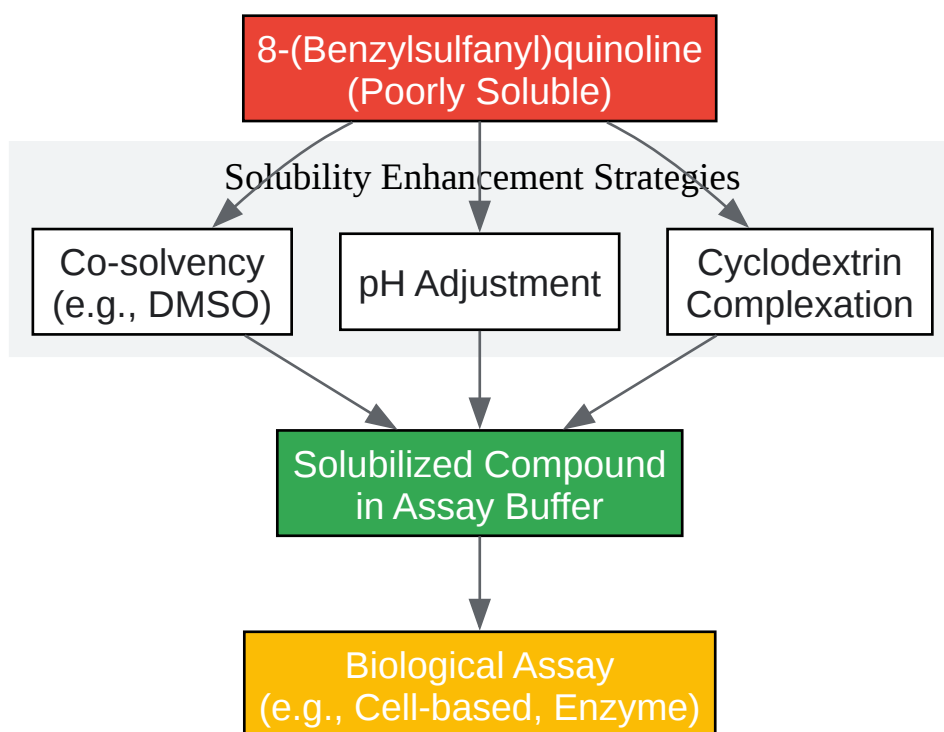 8-(Benzylsulfanyl)quinoline
(Poorly Soluble)
Solubility Enhancement Strategies
Co-solvency
(e.g., DMSO)
pH Adjustment
Cyclodextrin
Complexation
Solubilized Compound
in Assay Buffer
Biological Assay
(e.g., Cell-based, Enzyme)